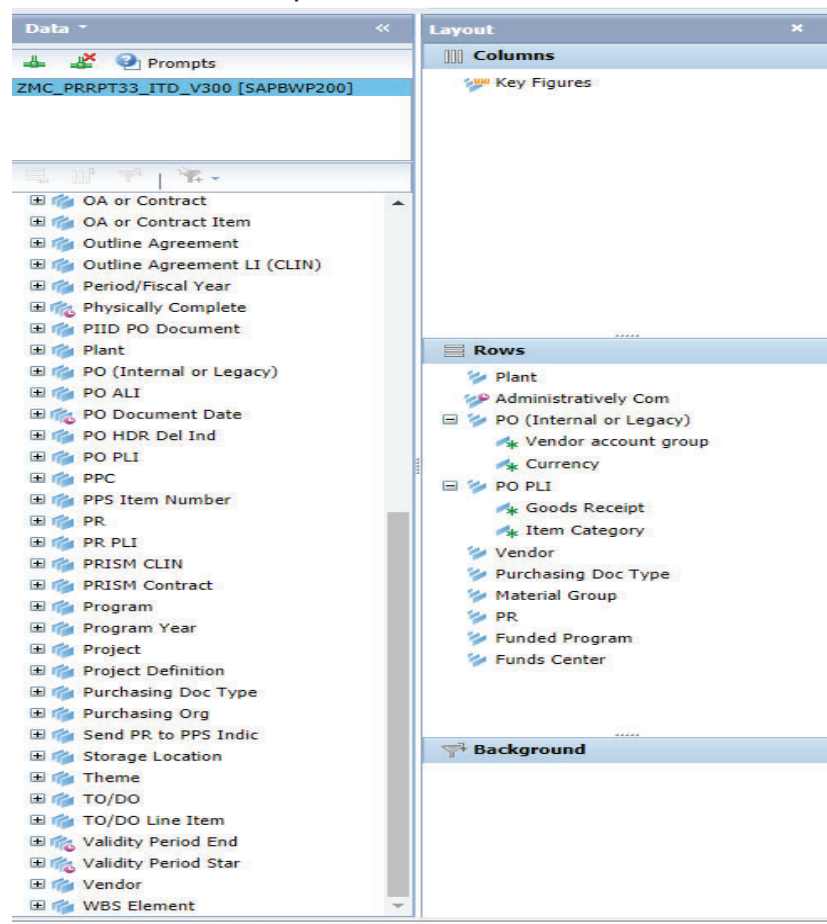 Data
Prompts
ZMC_PRRPT33_ITD_V300 [SAPBWP200]
OA or Contract
OA or Contract Item
Outline Agreement
Outline Agreement LI (CLIN)
Period/Fiscal Year
Physically Complete
PIID PO Document
Plant
PO (Internal or Legacy)
PO ALI
PO Document Date
PO HDR Del Ind
PO PLI
PPC
PPS Item Number
PR
PR PLI
PRISM CLIN
PRISM Contract
Program
Program Year
Project
Project Definition
Purchasing Doc Type
Purchasing Org
Send PR to PPS Indic
Storage Location
Theme
TO/DO
TO/DO Line Item
Validity Period End
Validity Period Star
Vendor
WBS Element
Layout
Columns
Key Figures
Rows
Plant
Administratively Com
PO (Internal or Legacy)
Vendor account group
Currency
PO PLI
Goods Receipt
Item Category
Vendor
Purchasing Doc Type
Material Group
PR
Funded Program
Funds Center
Background